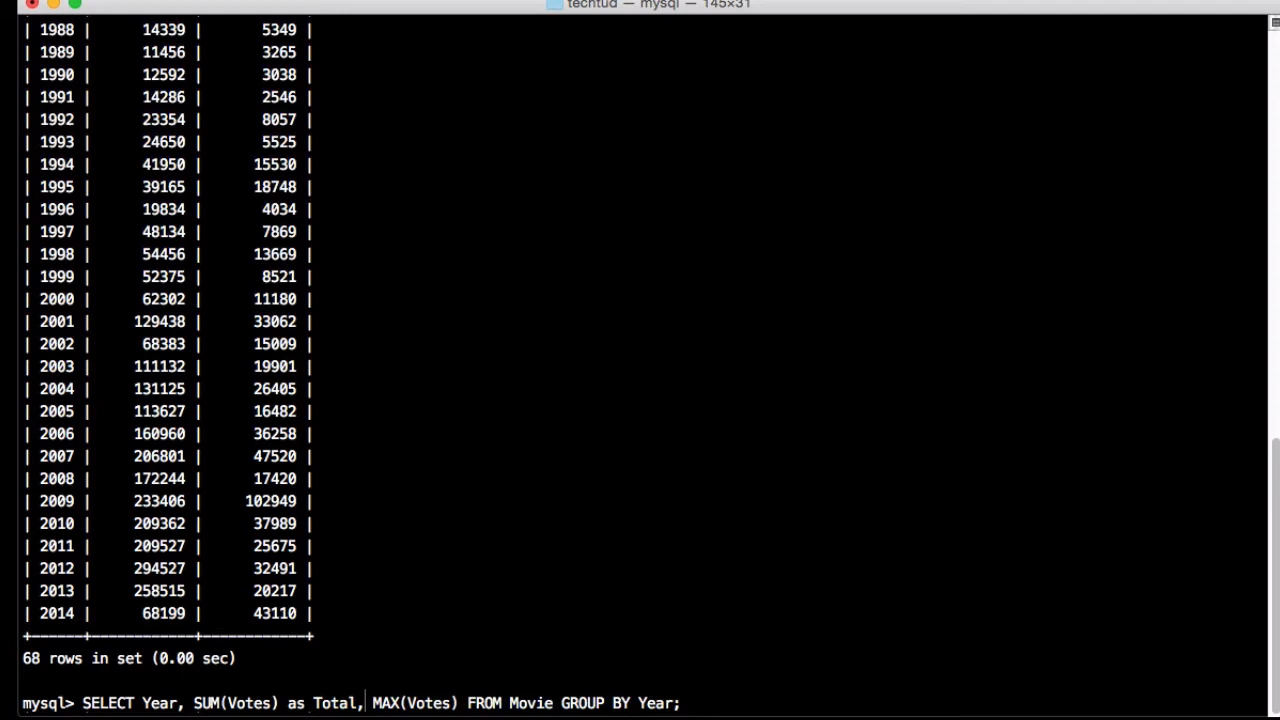 techtud — mysql — 145×31
| 1988 | 14339 | 5349 |
| 1989 | 11456 | 3265 |
| 1990 | 12592 | 3038 |
| 1991 | 14286 | 2546 |
| 1992 | 23354 | 8057 |
| 1993 | 24650 | 5525 |
| 1994 | 41950 | 15530 |
| 1995 | 39165 | 18748 |
| 1996 | 19834 | 4034 |
| 1997 | 48134 | 7869 |
| 1998 | 54456 | 13669 |
| 1999 | 52375 | 8521 |
| 2000 | 62302 | 11180 |
| 2001 | 129438 | 33062 |
| 2002 | 68383 | 15009 |
| 2003 | 111132 | 19901 |
| 2004 | 131125 | 26405 |
| 2005 | 113627 | 16482 |
| 2006 | 160960 | 36258 |
| 2007 | 206801 | 47520 |
| 2008 | 172244 | 17420 |
| 2009 | 233406 | 102949 |
| 2010 | 209362 | 37989 |
| 2011 | 209527 | 25675 |
| 2012 | 294527 | 32491 |
| 2013 | 258515 | 20217 |
| 2014 | 68199 | 43110 |
+------+------------+------------+
68 rows in set (0.00 sec)
mysql> SELECT Year, SUM(Votes) as Total, MAX(Votes) FROM Movie GROUP BY Year;